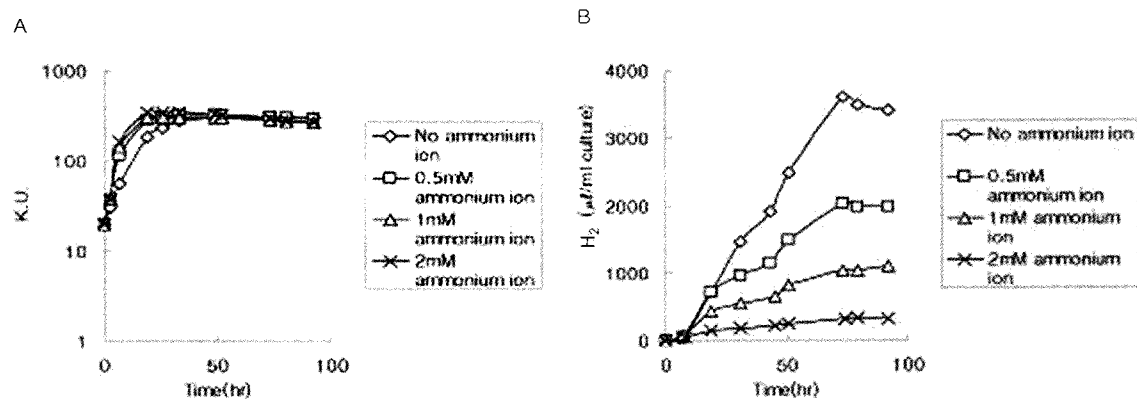 A
1000
100
10
1
K.U.
0
50
100
Time(hr)
No ammonium
ion
0.5mM
ammonium ion
1mM
ammonium ion
2mM
ammonium ion
B
4000
3000
2000
1000
0
H2 (μl/ml culture)
0
50
100
Time(hr)
No ammonium ion
0.5mM
ammonium ion
1mM ammonium
ion
2mM ammonium
ion